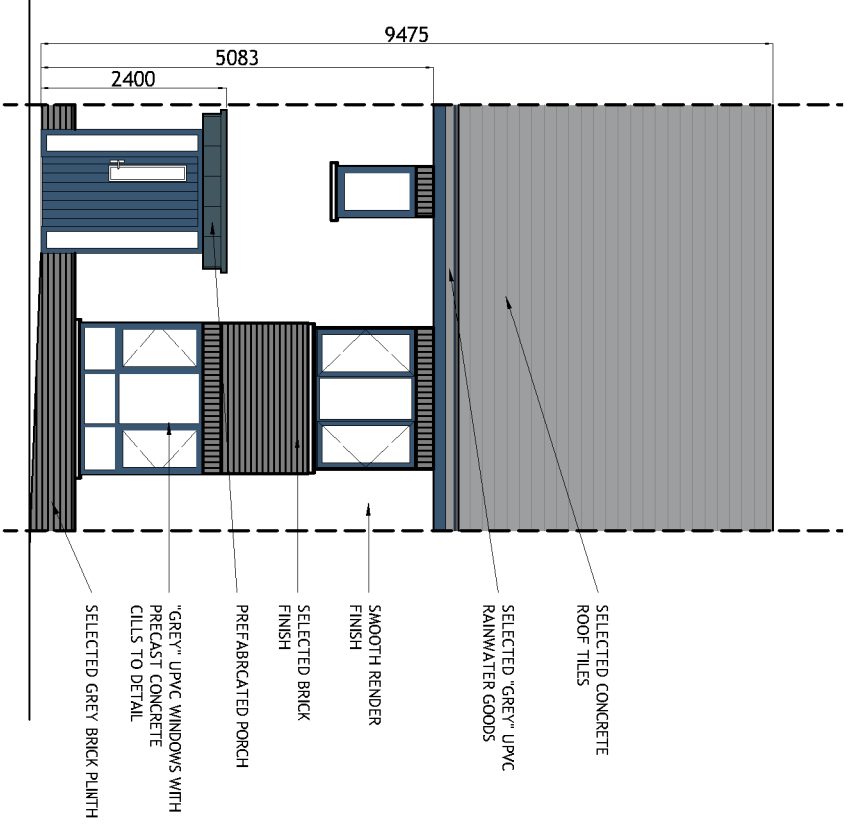 9475
5083
2400
SELECTED CONCRETE
ROOF TILES
SELECTED "GREY" UPVC
RAINWATER GOODS
SMOOTH RENDER
FINISH
SELECTED BRICK
FINISH
PREFABRCATED PORCH
"GREY" UPVC WINDOWS WITH
PRECAST CONCRETE
CILLS TO DETAIL
SELECTED GREY BRICK PLINTH